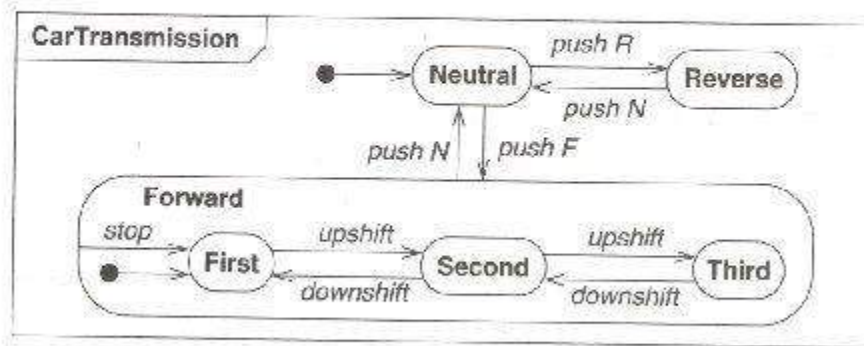 CarTransmission
push R
Neutral
Reverse
push N
push N
push F
Forward
stop
upshift
upshift
First
Second
Third
downshift
downshift